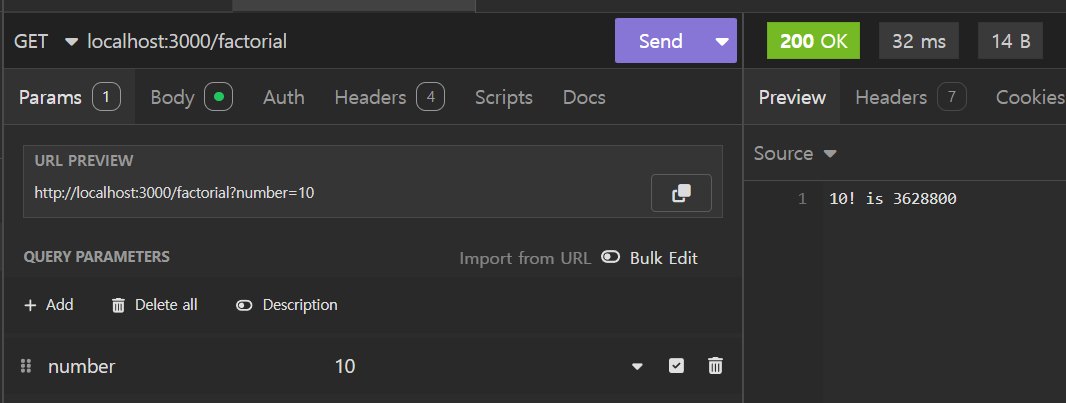 GET localhost:3000/factorial Send 200 OK 32 ms 14 B
Params 1 Body Auth Headers 4 Scripts Docs Preview Headers 7 Cookies
URL PREVIEW
http://localhost:3000/factorial?number=10
Source
1 10! is 3628800
QUERY PARAMETERS Import from URL Bulk Edit
+ Add Delete all Description
number 10